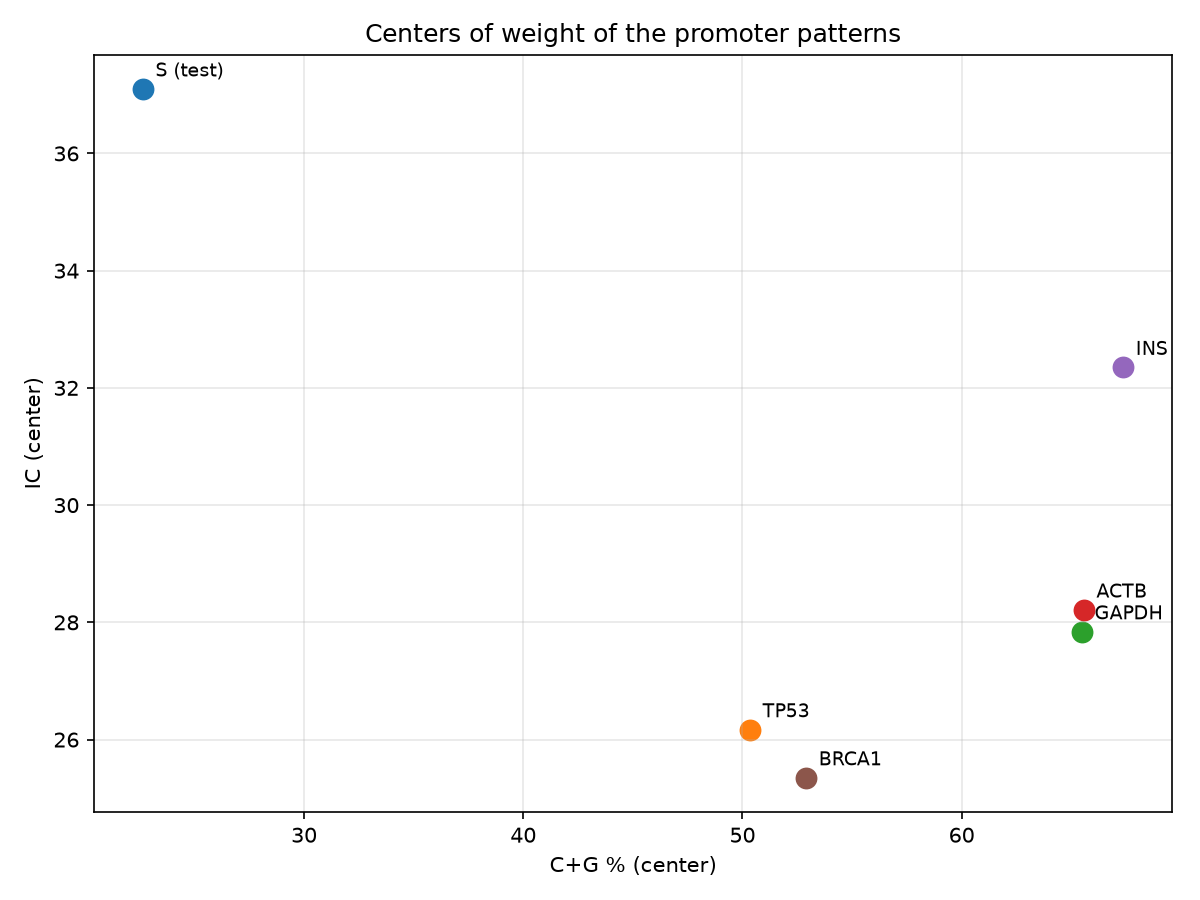 Centers of weight of the promoter patterns
S (test)
36
34
INS
32
IC (center)
30
ACTB
GAPDH
28
TP53
26
BRCA1
30 40 50 60
C+G % (center)